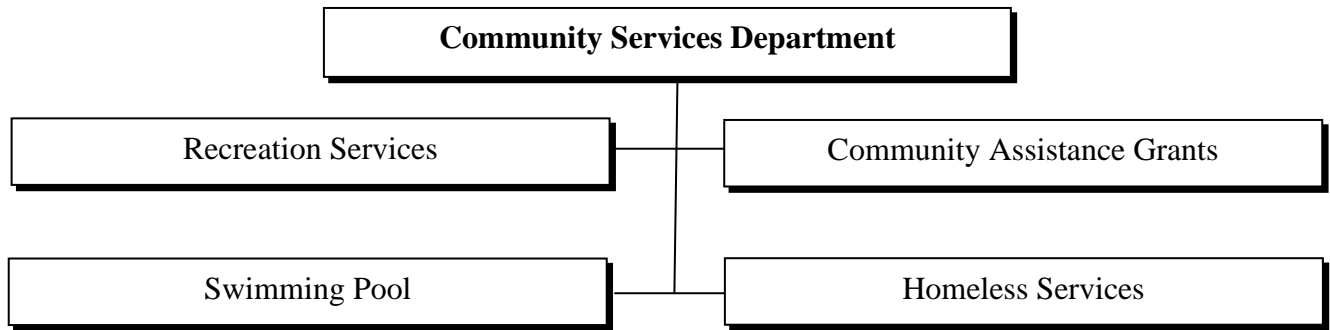 Community Services Department
Recreation Services
Community Assistance Grants
Swimming Pool
Homeless Services